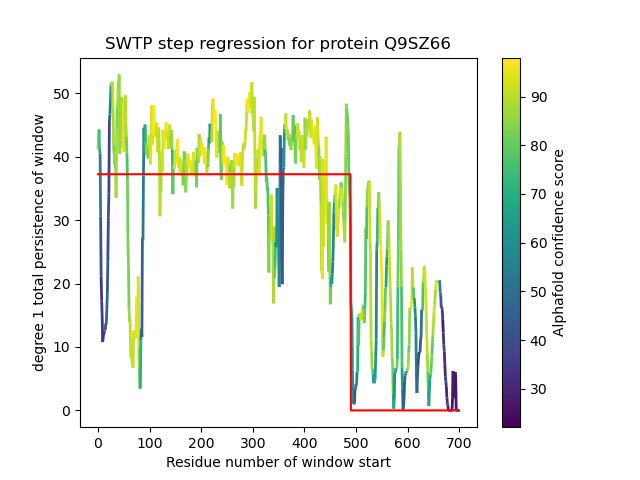 SWTP step regression for protein Q9SZ66
degree 1 total persistence of window
50
40
30
20
10
0
0 100 200 300 400 500 600 700
Residue number of window start
90
80
70
60
50
40
30
Alphafold confidence score